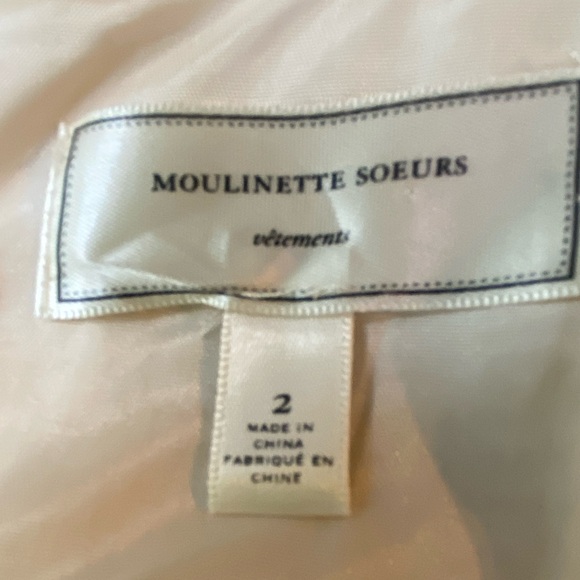 MOULINETTE SOEURS
vêtements
2
MADE IN
CHINA
FABRIQUÉ EN
CHINE